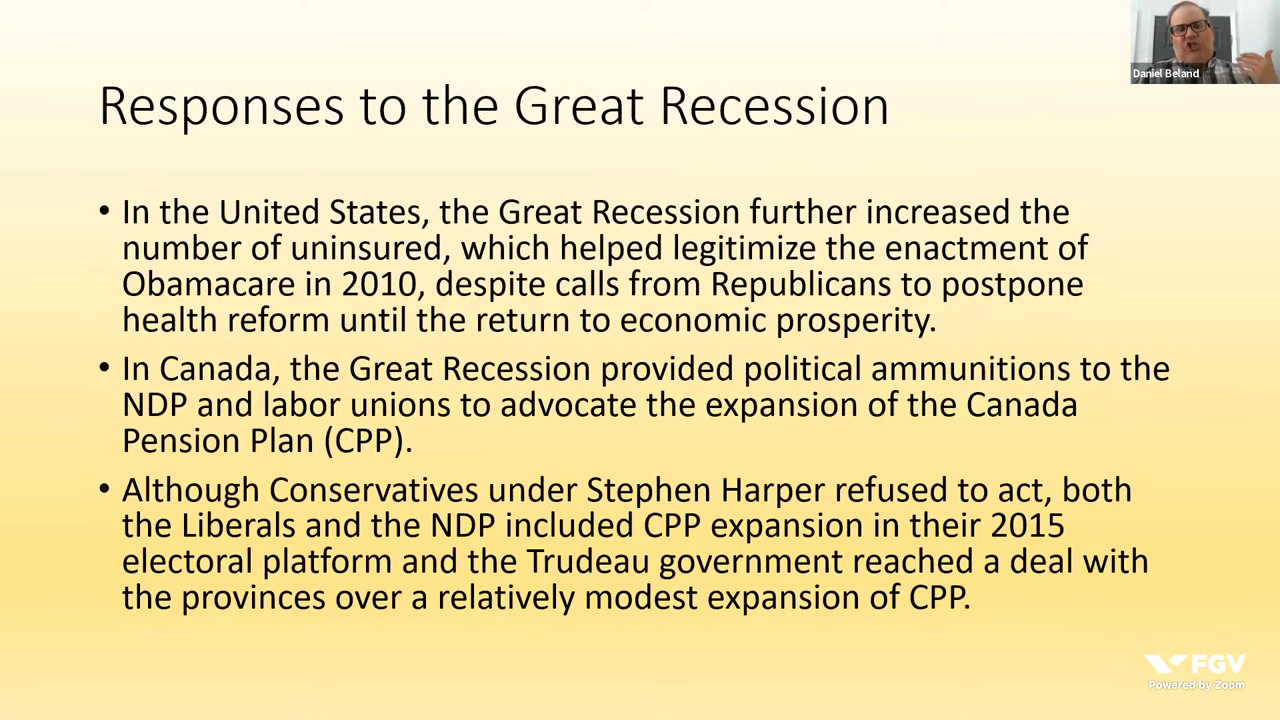 Daniel Beland
Responses to the Great Recession
• In the United States, the Great Recession further increased the
number of uninsured, which helped legitimize the enactment of
Obamacare in 2010, despite calls from Republicans to postpone
health reform until the return to economic prosperity.
• In Canada, the Great Recession provided political ammunitions to the
NDP and labor unions to advocate the expansion of the Canada
Pension Plan (CPP).
• Although Conservatives under Stephen Harper refused to act, both
the Liberals and the NDP included CPP expansion in their 2015
electoral platform and the Trudeau government reached a deal with
the provinces over a relatively modest expansion of CPP.
FGV
Powered by Zoom